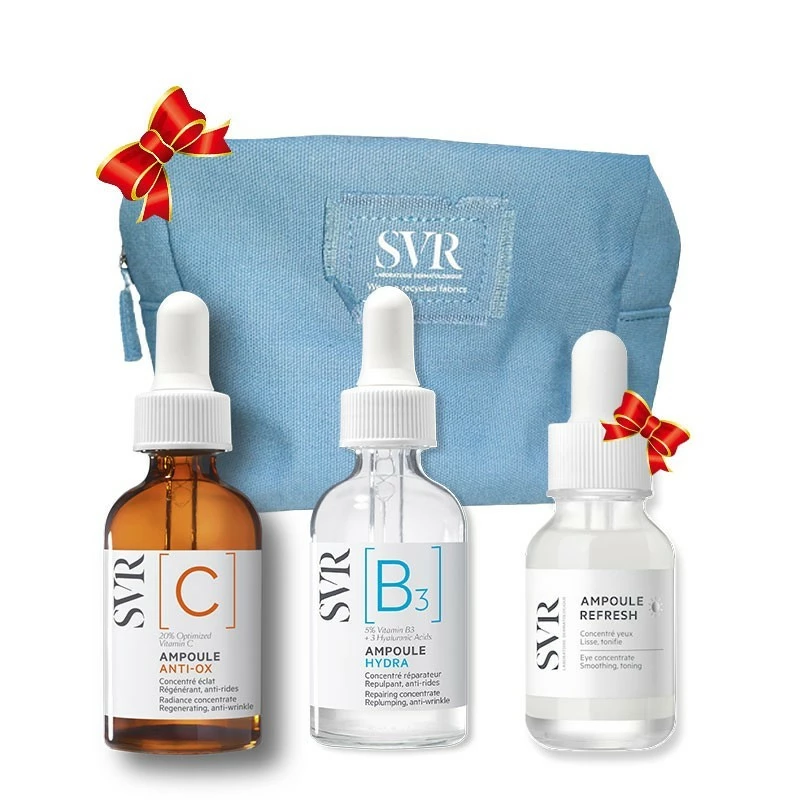 SVR
LABORATOIRE DERMATOLOGIQUE
recycled fabrics
SVR
[C]
20% Optimized
Vitamin C
AMPOULE
ANTI-OX
Concentré éclat
Régénérant, anti-rides
Radiance concentrate
Regenerating, anti-wrinkle
SVR
[B3]
5% Vitamin B3
+ 3 Hyaluronic Acids
AMPOULE
HYDRA
Concentré réparateur
Repulpant, anti-rides
Repairing concentrate
Replumping, anti-wrinkle
SVR
LABORATOIRE DERMATOLOGIQUE
AMPOULE
REFRESH
Concentré yeux
Lisse, tonifie
Eye concentrate
Smoothing, toning